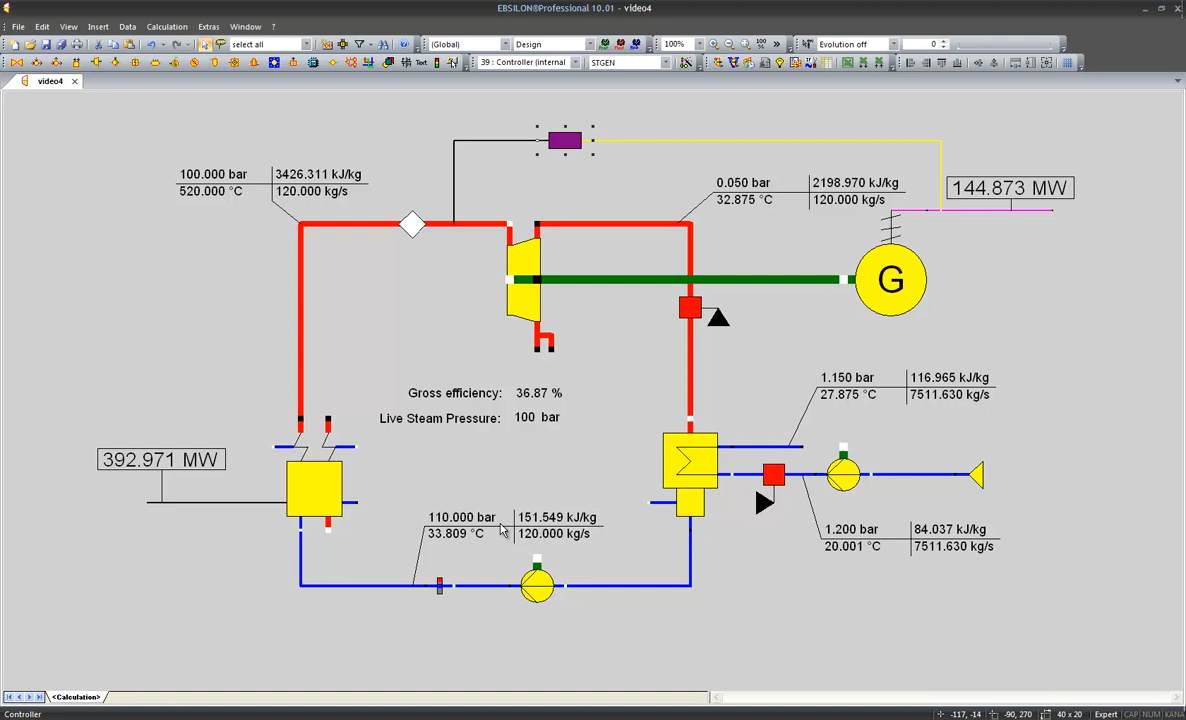 EBSILON®Professional 10.01 - video4
File Edit View Insert Data Calculation Extras Window ?
select all (Global) Design 100% 100% Evolution off 0
Text 39 : Controller (internal STGEN
video4
100.000 bar 3426.311 kJ/kg
520.000 °C 120.000 kg/s
0.050 bar 2198.970 kJ/kg
32.875 °C 120.000 kg/s
144.873 MW
G
Gross efficiency: 36.87 %
Live Steam Pressure: 100 bar
1.150 bar 116.965 kJ/kg
27.875 °C 7511.630 kg/s
392.971 MW
110.000 bar 151.549 kJ/kg
33.809 °C 120.000 kg/s
1.200 bar 84.037 kJ/kg
20.001 °C 7511.630 kg/s
<Calculation>
Controller -117, -14 -90, 270 40 x 20 Expert CAP NUM KANA